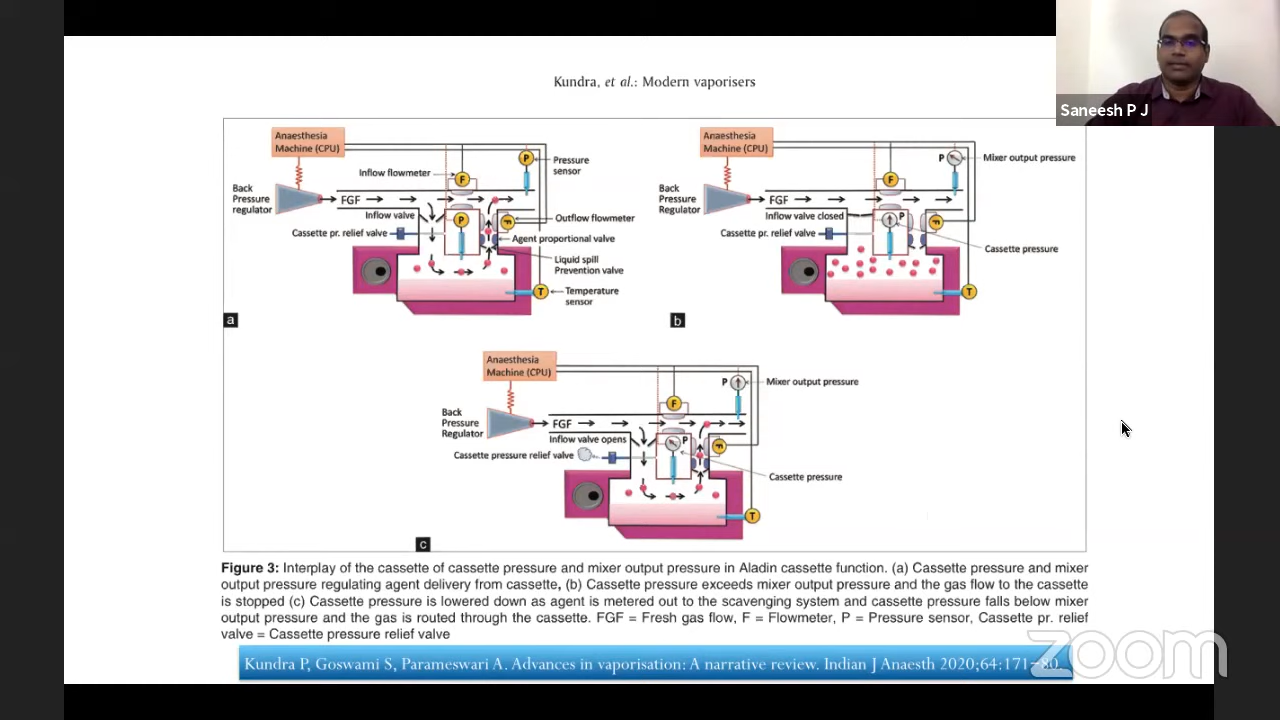 Kundra, et al.: Modern vaporisers
Saneesh P J
Anaesthesia
Machine (CPU)
Inflow flowmeter
P
Pressure
sensor
Back
Pressure
regulator
FGF
F
Inflow valve
P
F
Outflow flowmeter
Cassette pr. relief valve
Agent proportional valve
Liquid spill
Prevention valve
T
Temperature
sensor
a
Anaesthesia
Machine (CPU)
P
Mixer output pressure
Back
Pressure
Regulator
FGF
F
Inflow valve closed
P
F
Cassette pr. relief valve
Cassette pressure
T
b
Anaesthesia
Machine (CPU)
P
Mixer output pressure
Back
Pressure
Regulator
FGF
F
Inflow valve opens
P
F
Cassette pressure relief valve
Cassette pressure
T
c
Figure 3: Interplay of the cassette of cassette pressure and mixer output pressure in Aladin cassette function. (a) Cassette pressure and mixer
output pressure regulating agent delivery from cassette, (b) Cassette pressure exceeds mixer output pressure and the gas flow to the cassette
is stopped (c) Cassette pressure is lowered down as agent is metered out to the scavenging system and cassette pressure falls below mixer
output pressure and the gas is routed through the cassette. FGF = Fresh gas flow, F = Flowmeter, P = Pressure sensor, Cassette pr. relief
valve = Cassette pressure relief valve
Kundra P, Goswami S, Parameswari A. Advances in vaporisation: A narrative review. Indian J Anaesth 2020;64:171–80.
zoom